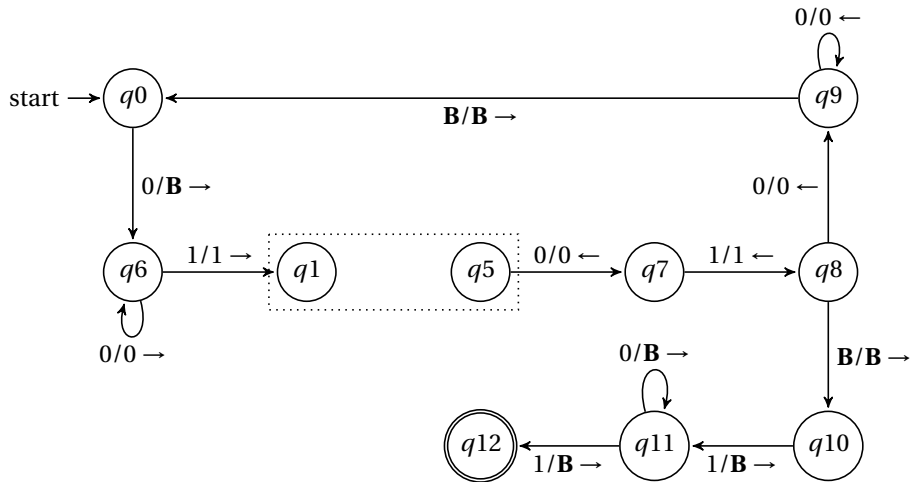 0/0 ←
start q0 q9
B/B →
0/B → 0/0 ←
q6 1/1 → q1 q5 0/0 ← q7 1/1 ← q8
0/0 → 0/B → B/B →
q12 1/B → q11 1/B → q10